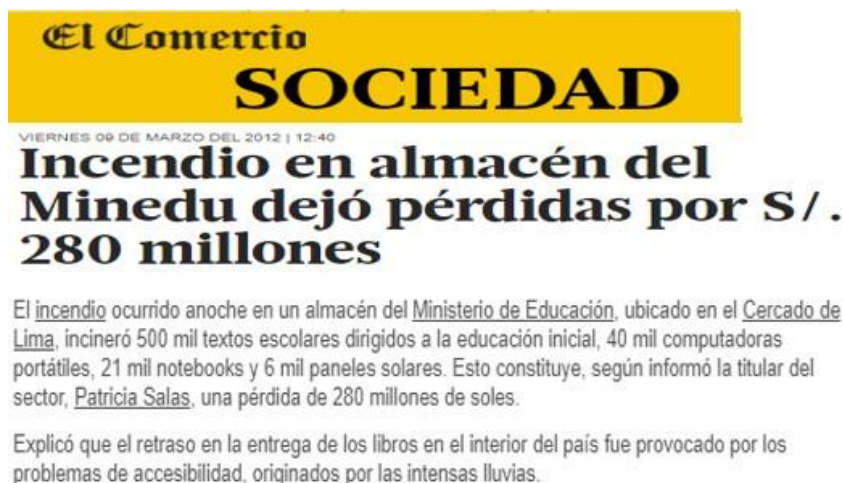 El Comercio
SOCIEDAD
VIERNES 09 DE MARZO DEL 2012 | 12:40
Incendio en almacén del
Minedu dejó pérdidas por S/.
280 millones
El incendio ocurrido anoche en un almacén del Ministerio de Educación, ubicado en el Cercado de
Lima, incineró 500 mil textos escolares dirigidos a la educación inicial, 40 mil computadoras
portátiles, 21 mil notebooks y 6 mil paneles solares. Esto constituye, según informó la titular del
sector, Patricia Salas, una pérdida de 280 millones de soles.
Explicó que el retraso en la entrega de los libros en el interior del país fue provocado por los
problemas de accesibilidad, originados por las intensas lluvias.